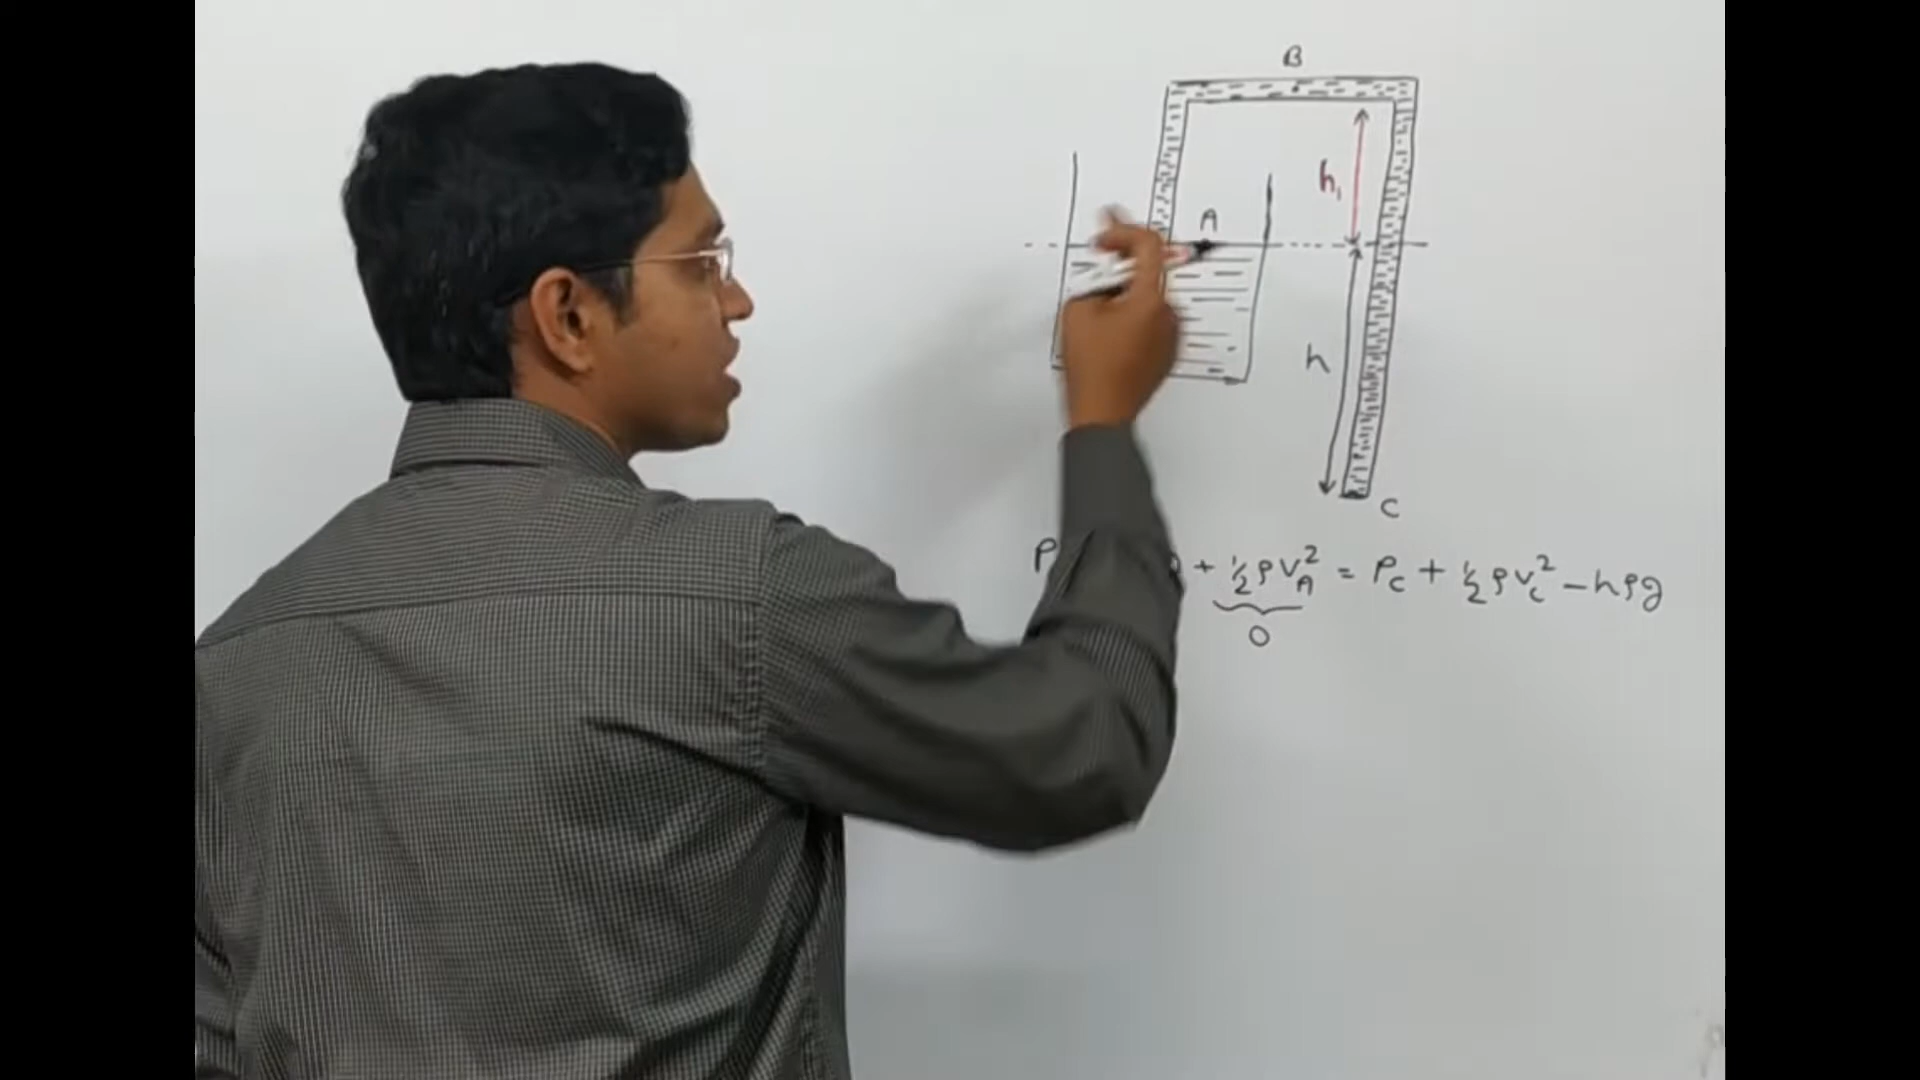 B
h₁
A
h
C
P + ½ρv_A² = P_C + ½ρv_C² – hρg
0